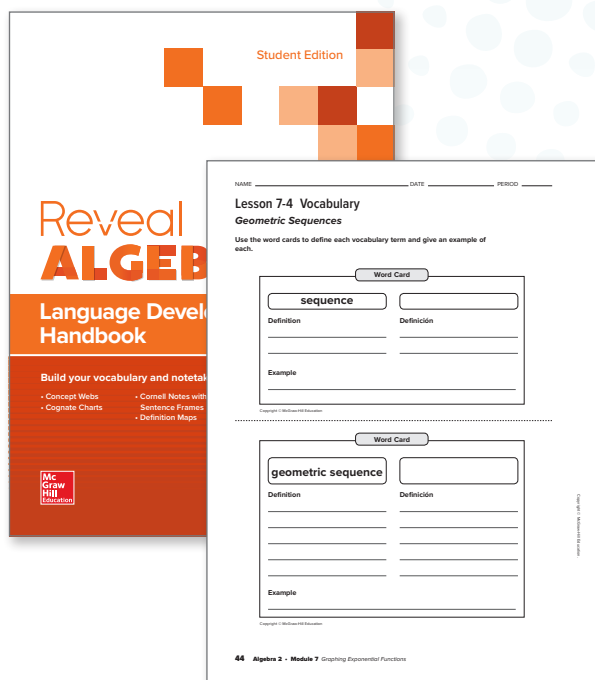 Student Edition
Reveal
ALGEB
Language Develo
Handbook
Build your vocabulary and notetak
• Concept Webs
• Cognate Charts
• Cornell Notes with
Sentence Frames
• Definition Maps
Mc
Graw
Hill
Education
NAME DATE PERIOD
Lesson 7-4 Vocabulary
Geometric Sequences
Use the word cards to define each vocabulary term and give an example of
each.
Word Card
sequence
Definition Definición
Example
Copyright © McGraw-Hill Education
Word Card
geometric sequence
Definition Definición
Example
Copyright © McGraw-Hill Education
Copyright © McGraw-Hill Education
44 Algebra 2 • Module 7 Graphing Exponential Functions